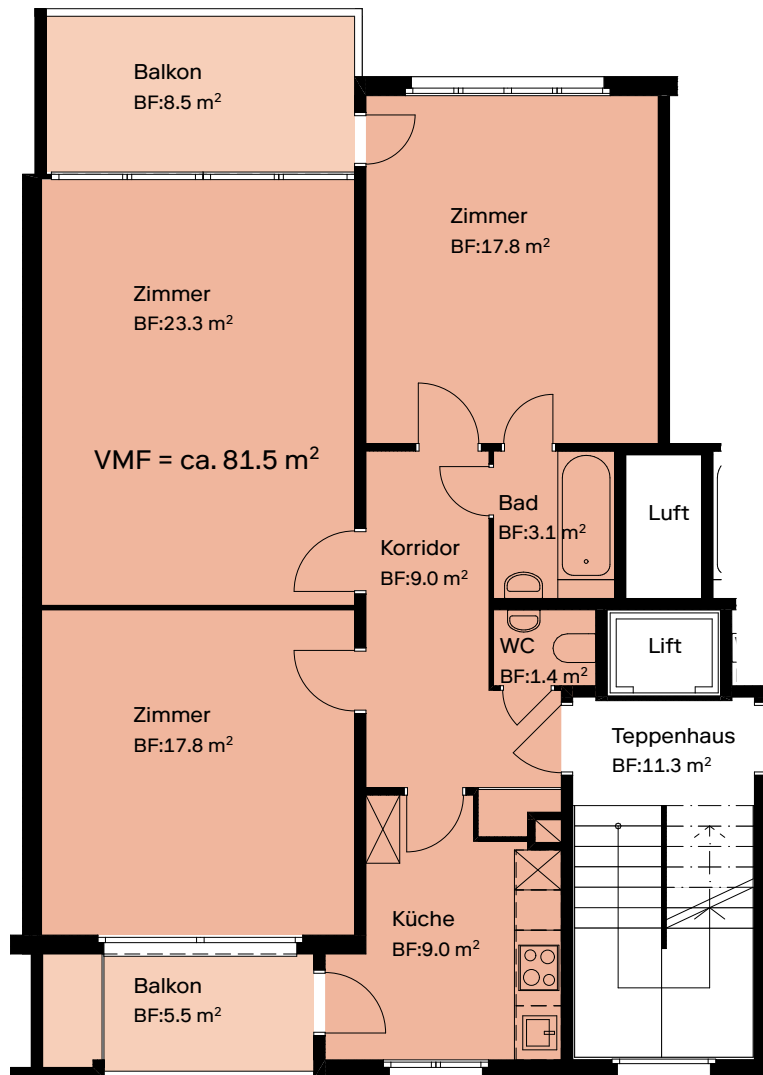 Balkon
BF:8.5 m²
Zimmer
BF:17.8 m²
Zimmer
BF:23.3 m²
VMF = ca. 81.5 m²
Bad
BF:3.1 m²
Luft
Korridor
BF:9.0 m²
WC
BF:1.4 m²
Lift
Zimmer
BF:17.8 m²
Teppenhaus
BF:11.3 m²
Küche
BF:9.0 m²
Balkon
BF:5.5 m²